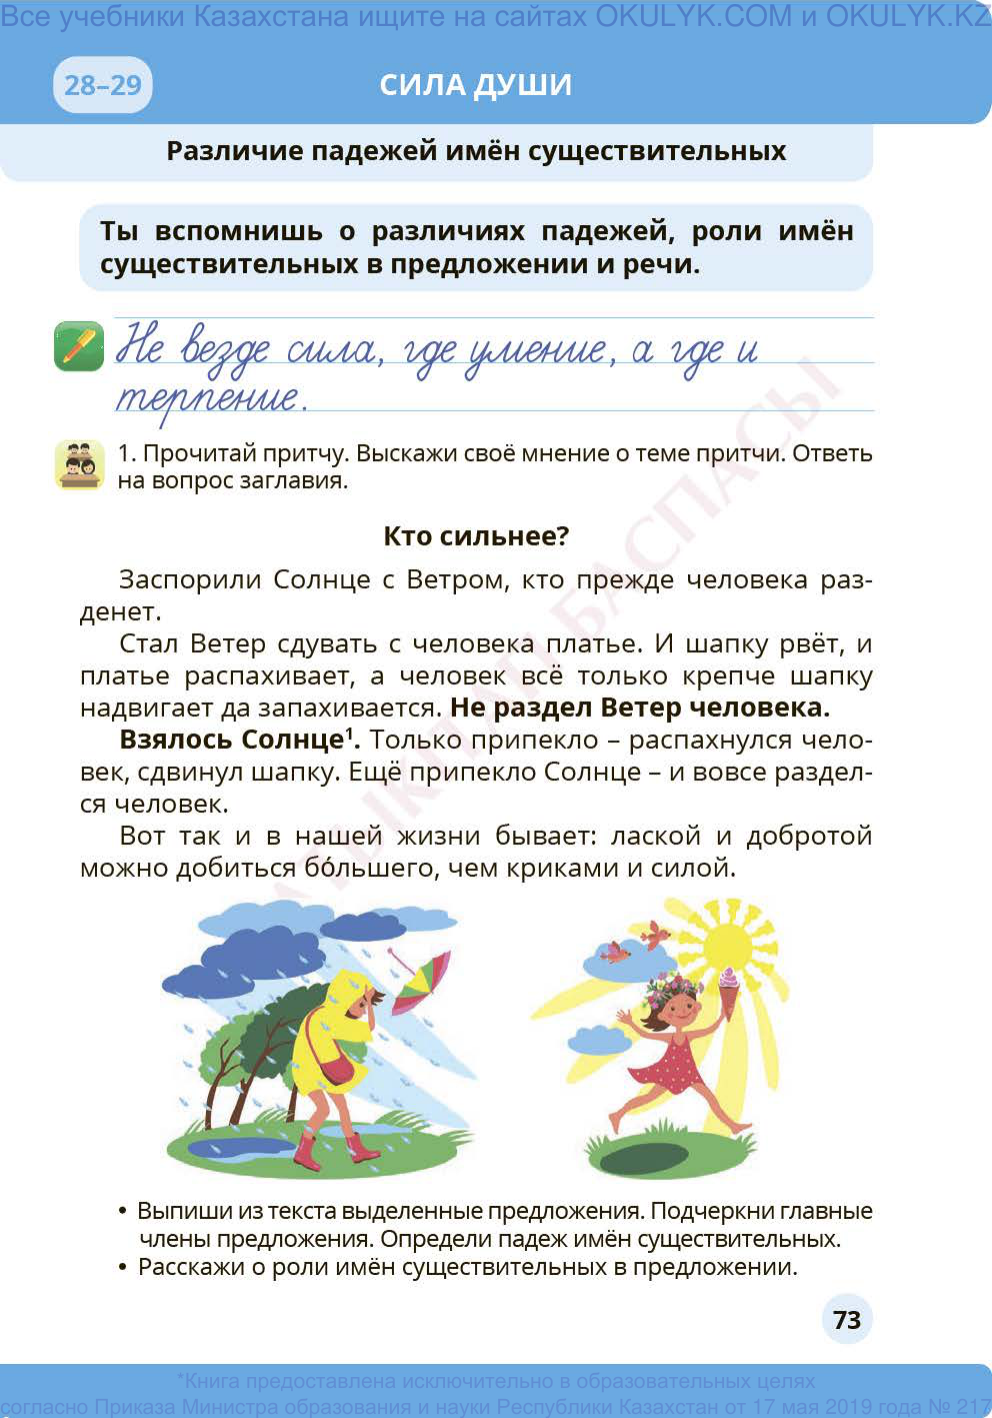 Все учебники Казахстана ищите на сайтах OKULYK.COM и OKULYK.KZ
28–29
СИЛА ДУШИ
Различие падежей имён существительных
Ты вспомнишь о различиях падежей, роли имён
существительных в предложении и речи.
Не везде сила, где умение, а где и
терпение.
1. Прочитай притчу. Выскажи своё мнение о теме притчи. Ответь
на вопрос заглавия.
Кто сильнее?
Заспорили Солнце с Ветром, кто прежде человека раз-
денет.
Стал Ветер сдувать с человека платье. И шапку рвёт, и
платье распахивает, а человек всё только крепче шапку
надвигает да запахивается. Не раздел Ветер человека.
Взялось Солнце¹. Только припекло – распахнулся чело-
век, сдвинул шапку. Ещё припекло Солнце – и вовсе раздел-
ся человек.
Вот так и в нашей жизни бывает: лаской и добротой
можно добиться бо́льшего, чем криками и силой.
• Выпиши из текста выделенные предложения. Подчеркни главные
члены предложения. Определи падеж имён существительных.
• Расскажи о роли имён существительных в предложении.
73
*Книга предоставлена исключительно в образовательных целях
согласно Приказа Министра образования и науки Республики Казахстан от 17 мая 2019 года № 217